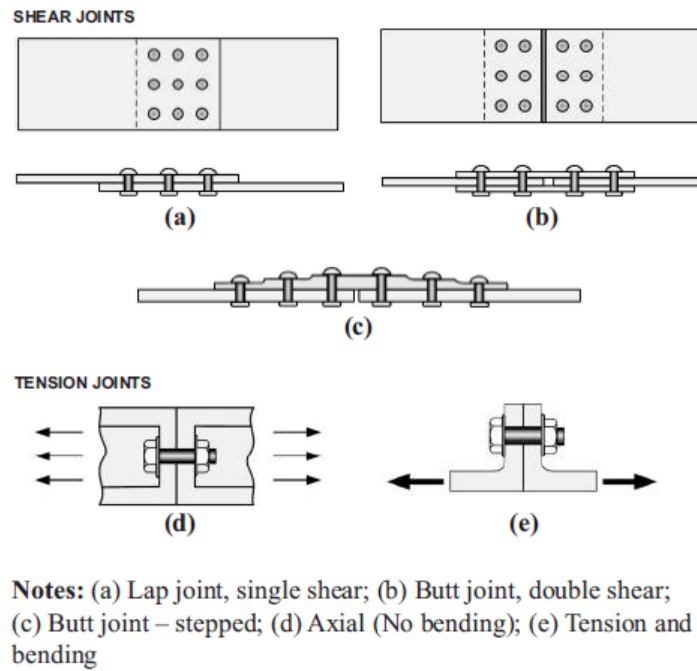 SHEAR JOINTS
(a)
(b)
(c)
TENSION JOINTS
(d)
(e)
Notes: (a) Lap joint, single shear; (b) Butt joint, double shear;
(c) Butt joint – stepped; (d) Axial (No bending); (e) Tension and
bending